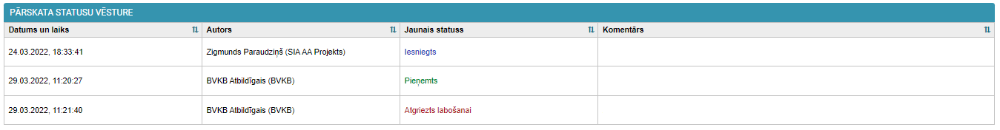 PĀRSKATA STATUSU VĒSTURE
Datums un laiks Autors Jaunais statuss Komentārs
24.03.2022, 18:33:41 Zigmunds Paraudziņš (SIA AA Projekts) Iesniegts
29.03.2022, 11:20:27 BVKB Atbildīgais (BVKB) Pieņemts
29.03.2022, 11:21:40 BVKB Atbildīgais (BVKB) Atgriezts labošanai